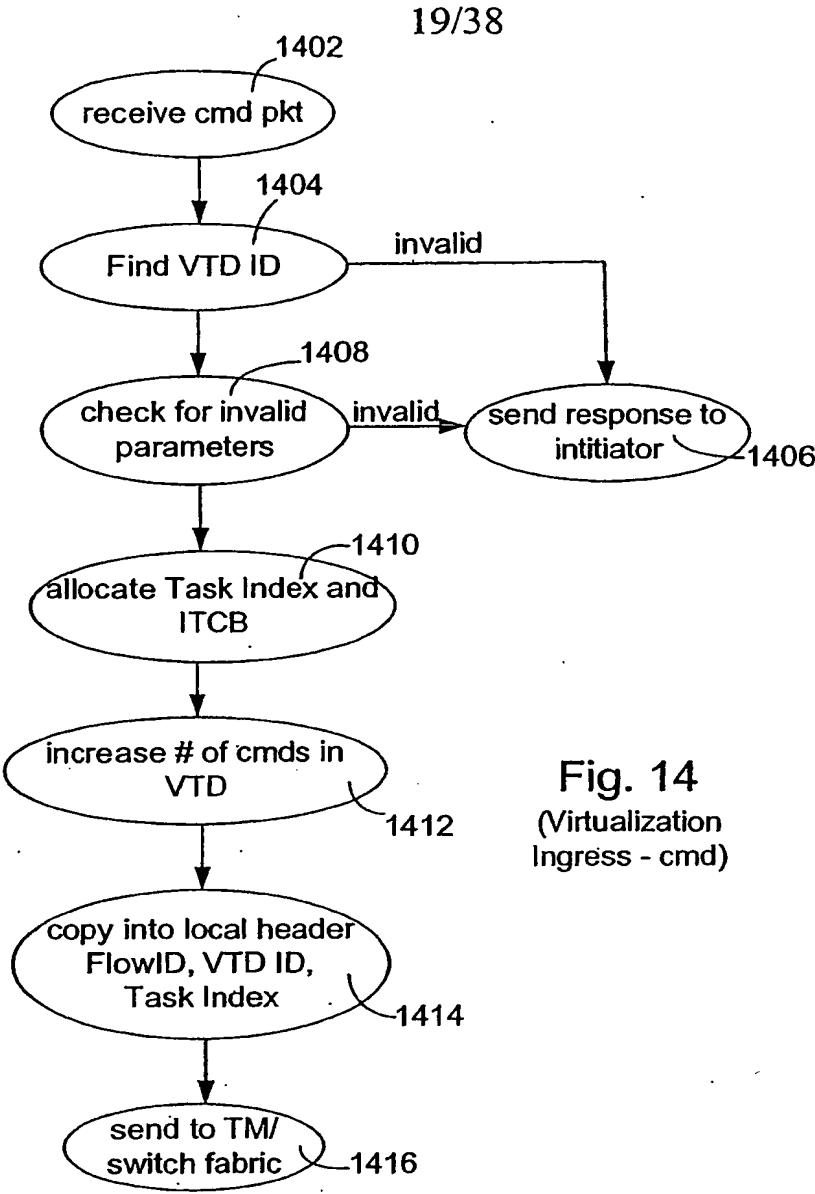 19/38
1402
receive cmd pkt
1404
Find VTD ID
invalid
1408
check for invalid
parameters
invalid
send response to
intitiator
1406
1410
allocate Task Index and
ITCB
increase # of cmds in
VTD
1412
Fig. 14
(Virtualization
Ingress - cmd)
copy into local header
FlowID, VTD ID,
Task Index
1414
send to TM/
switch fabric
1416